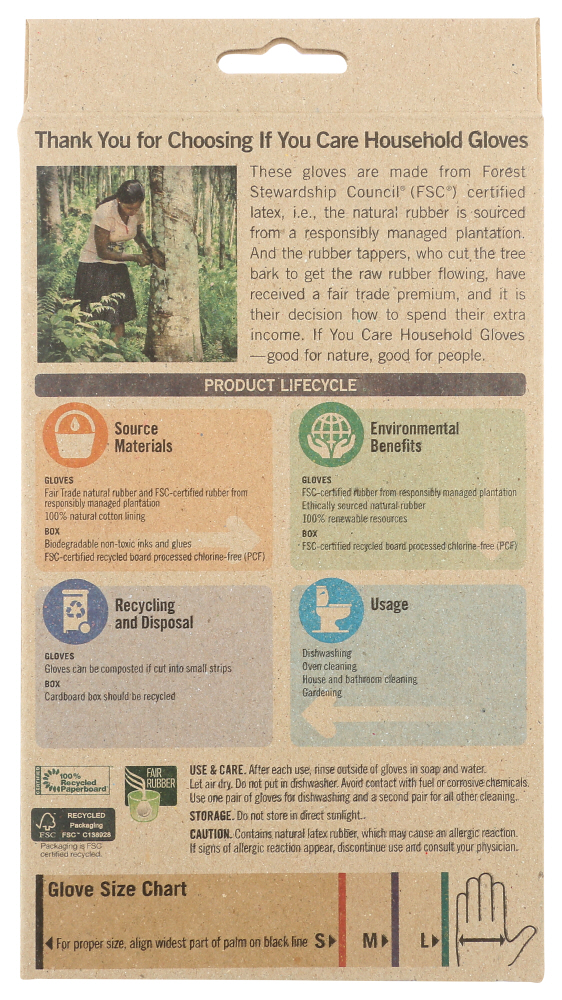 Thank You for Choosing If You Care Household Gloves
These gloves are made from Forest
Stewardship Council® (FSC®) certified
latex, i.e., the natural rubber is sourced
from a responsibly managed plantation.
And the rubber tappers, who cut the tree
bark to get the raw rubber flowing, have
received a fair trade premium, and it is
their decision how to spend their extra
income. If You Care Household Gloves
—good for nature, good for people.
PRODUCT LIFECYCLE
Source
Materials
GLOVES
Fair Trade natural rubber and FSC-certified rubber from
responsibly managed plantation
100% natural cotton lining
BOX
Biodegradable non-toxic inks and glues
FSC-certified recycled board processed chlorine-free (PCF)
Environmental
Benefits
GLOVES
FSC-certified rubber from responsibly managed plantation
Ethically sourced natural rubber
100% renewable resources
BOX
FSC-certified recycled board processed chlorine-free (PCF)
Recycling
and Disposal
GLOVES
Gloves can be composted if cut into small strips
BOX
Cardboard box should be recycled
Usage
Dishwashing
Oven cleaning
House and bathroom cleaning
Gardening
CERTIFIED
100%
Recycled
Paperboard
FAIR
RUBBER
FSC
RECYCLED
Packaging
FSC™ C138928
Packaging is FSC
certified recycled.
USE & CARE. After each use, rinse outside of gloves in soap and water.
Let air dry. Do not put in dishwasher. Avoid contact with fuel or corrosive chemicals.
Use one pair of gloves for dishwashing and a second pair for all other cleaning.
STORAGE. Do not store in direct sunlight..
CAUTION. Contains natural latex rubber, which may cause an allergic reaction.
If signs of allergic reaction appear, discontinue use and consult your physician.
Glove Size Chart
For proper size, align widest part of palm on black line S M L